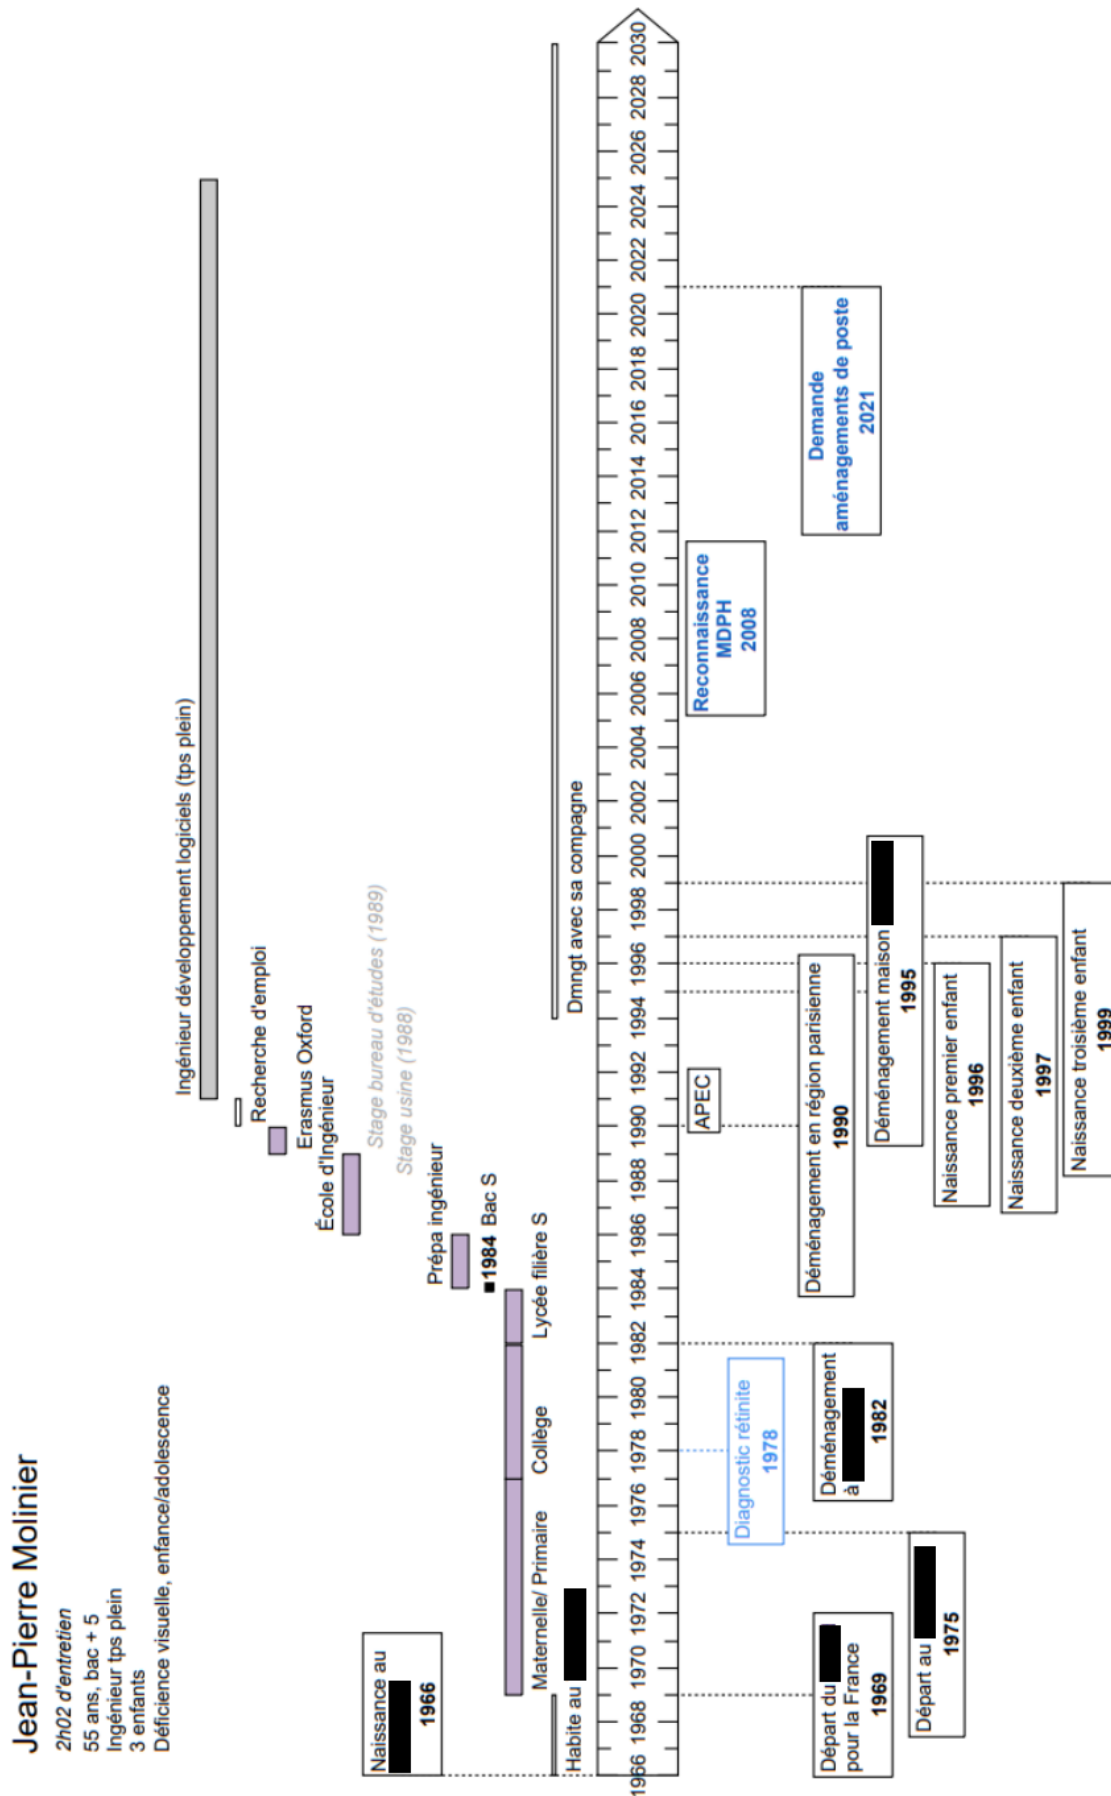 Jean-Pierre Molinier
2h02 d'entretien
55 ans, bac + 5
Ingénieur tps plein
3 enfants
Déficience visuelle, enfance/adolescence
Ingénieur développement logiciels (tps plein)
Recherche d'emploi
Erasmus Oxford
École d'Ingénieur
Stage bureau d'études (1989)
Stage usine (1988)
Naissance au
1966
Prépa ingénieur
1984 Bac S
Maternelle/ Primaire
Collège
Lycée filière S
Habite au
Dmngt avec sa compagne
1966 1968 1970 1972 1974 1976 1978 1980 1982 1984 1986 1988 1990 1992 1994 1996 1998 2000 2002 2004 2006 2008 2010 2012 2014 2016 2018 2020 2022 2024 2026 2028 2030
APEC
Reconnaissance
MDPH
2008
Diagnostic rétinite
1978
Départ du
pour la France
1969
Déménagement
à
1982
Déménagement en région parisienne
1990
Demande
aménagements de poste
2021
Déménagement maison
1995
Départ au
1975
Naissance premier enfant
1996
Naissance deuxième enfant
1997
Naissance troisième enfant
1999